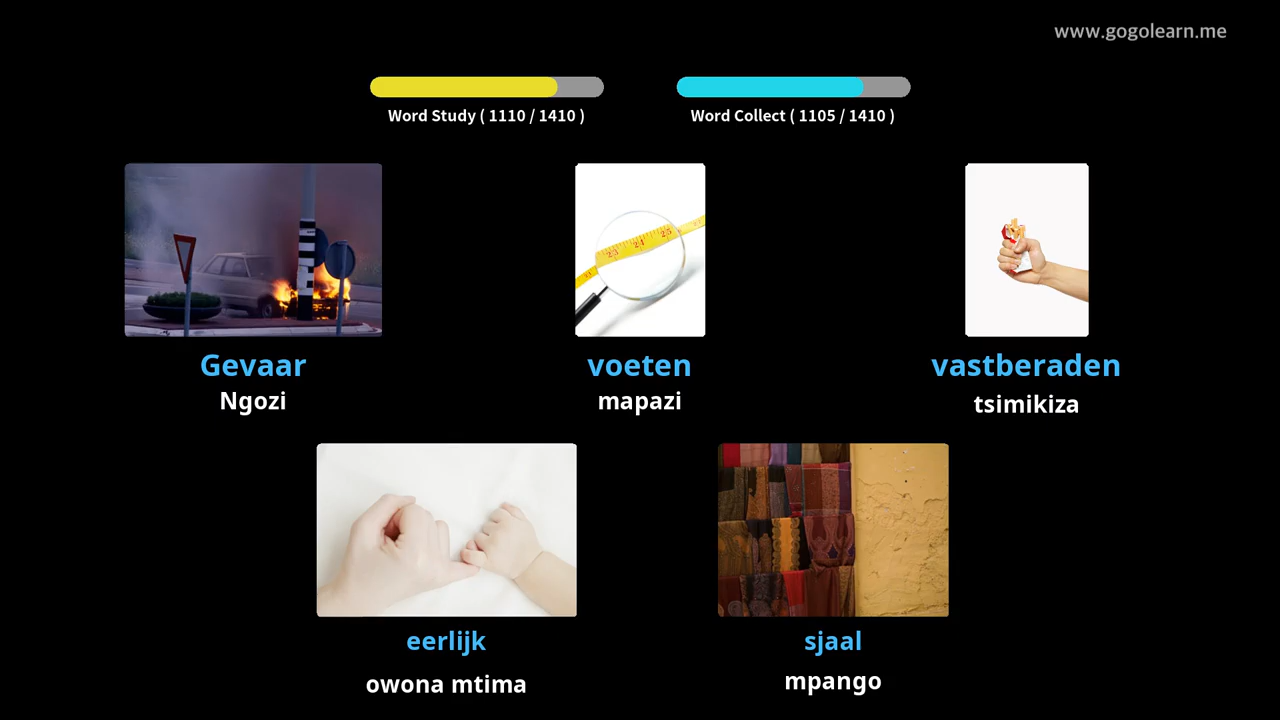 www.gogolearn.me
Word Study ( 1110 / 1410 )
Word Collect ( 1105 / 1410 )
Gevaar
Ngozi
voeten
mapazi
vastberaden
tsimikiza
eerlijk
owona mtima
sjaal
mpango